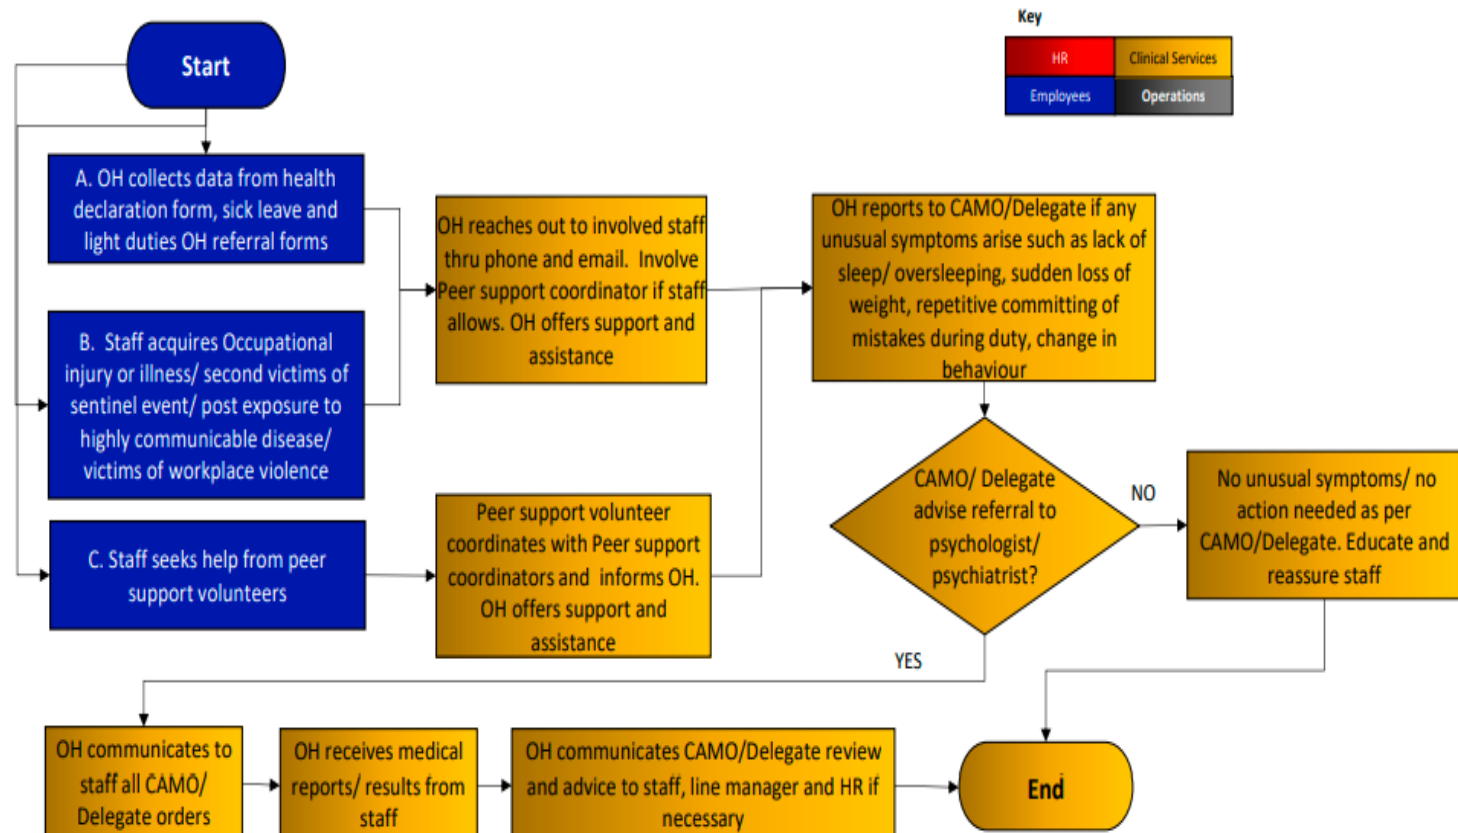 Key
HR
Clinical Services
Employees
Operations
Start
A. OH collects data from health
declaration form, sick leave and
light duties OH referral forms
B. Staff acquires Occupational
injury or illness/ second victims of
sentinel event/ post exposure to
highly communicable disease/
victims of workplace violence
C. Staff seeks help from peer
support volunteers
OH reaches out to involved staff
thru phone and email. Involve
Peer support coordinator if staff
allows. OH offers support and
assistance
Peer support volunteer
coordinates with Peer support
coordinators and informs OH.
OH offers support and
assistance
OH reports to CAMO/Delegate if any
unusual symptoms arise such as lack of
sleep/ oversleeping, sudden loss of
weight, repetitive committing of
mistakes during duty, change in
behaviour
CAMO/ Delegate
advise referral to
psychologist/
psychiatrist?
NO
No unusual symptoms/ no
action needed as per
CAMO/Delegate. Educate and
reassure staff
YES
OH communicates to
staff all CAMO/
Delegate orders
OH receives medical
reports/ results from
staff
OH communicates CAMO/Delegate review
and advice to staff, line manager and HR if
necessary
End